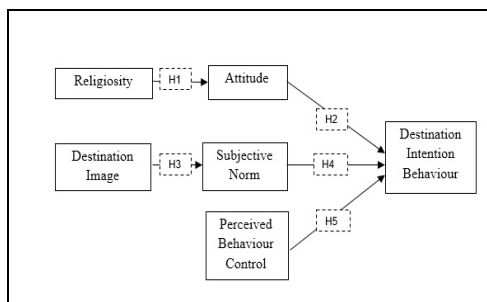 Religiosity
H1
Attitude
H2
Destination
Image
H3
Subjective
Norm
H4
Destination
Intention
Behaviour
Perceived
Behaviour
Control
H5